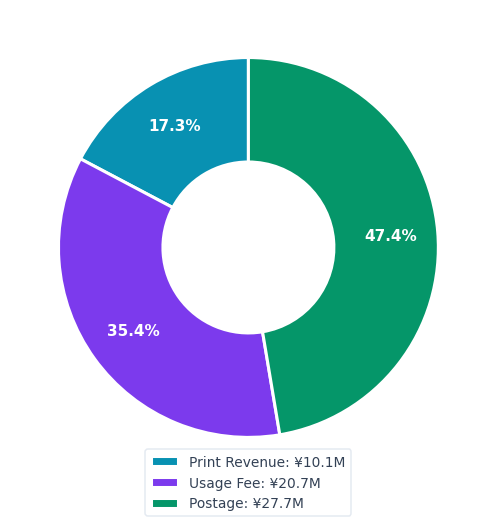 17.3%
47.4%
35.4%
Print Revenue: ¥10.1M
Usage Fee: ¥20.7M
Postage: ¥27.7M